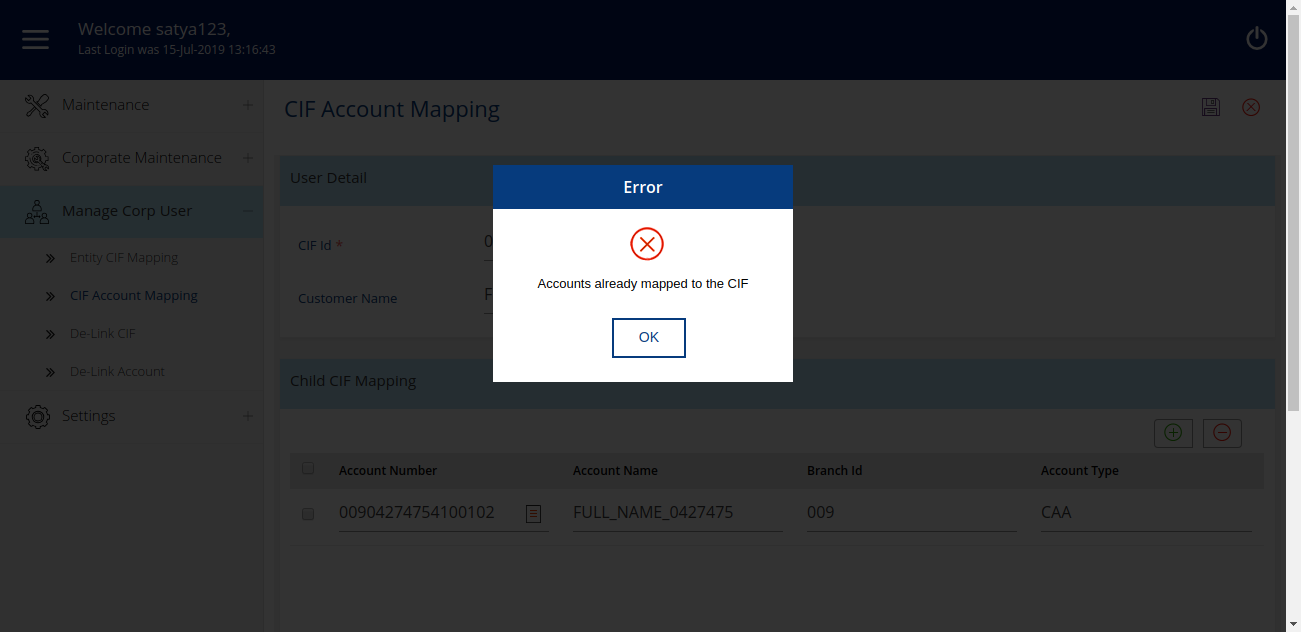 Welcome satya123,
Last Login was 15-Jul-2019 13:16:43
Maintenance +
Corporate Maintenance +
Manage Corp User −
Entity CIF Mapping
CIF Account Mapping
De-Link CIF
De-Link Account
Settings +
CIF Account Mapping
User Detail
CIF Id * 0
Customer Name F
Error
Accounts already mapped to the CIF
OK
Child CIF Mapping
Account Number Account Name Branch Id Account Type
00904274754100102 FULL_NAME_0427475 009 CAA